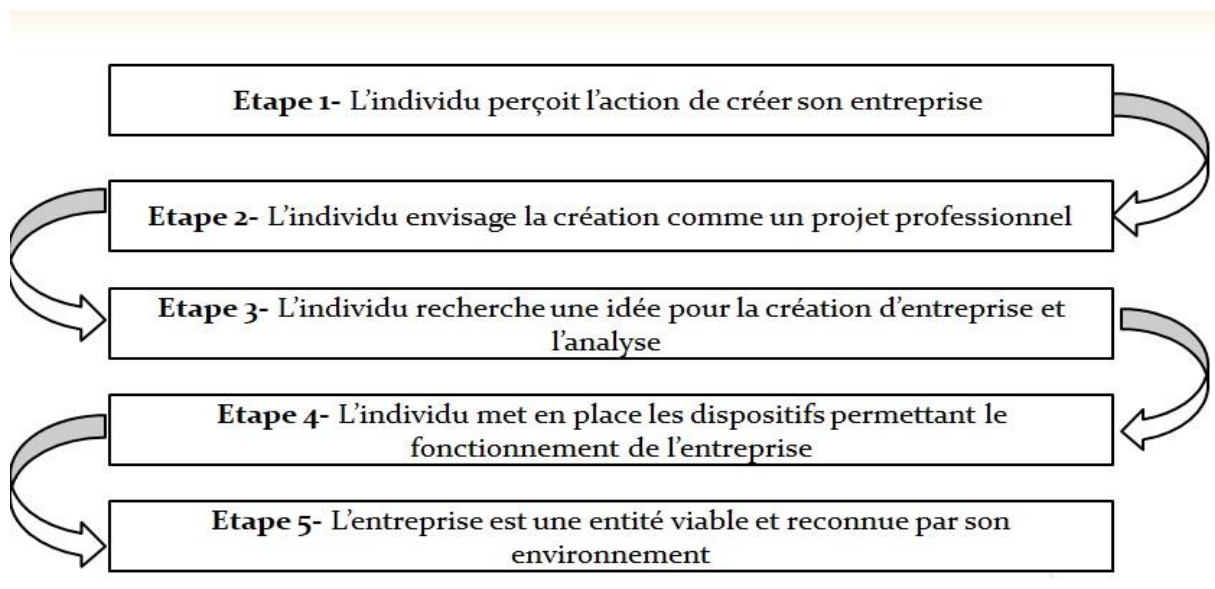 Etape 1- L’individu perçoit l’action de créer son entreprise
Etape 2- L’individu envisage la création comme un projet professionnel
Etape 3- L’individu recherche une idée pour la création d’entreprise et
l’analyse
Etape 4- L’individu met en place les dispositifs permettant le
fonctionnement de l’entreprise
Etape 5- L’entreprise est une entité viable et reconnue par son
environnement